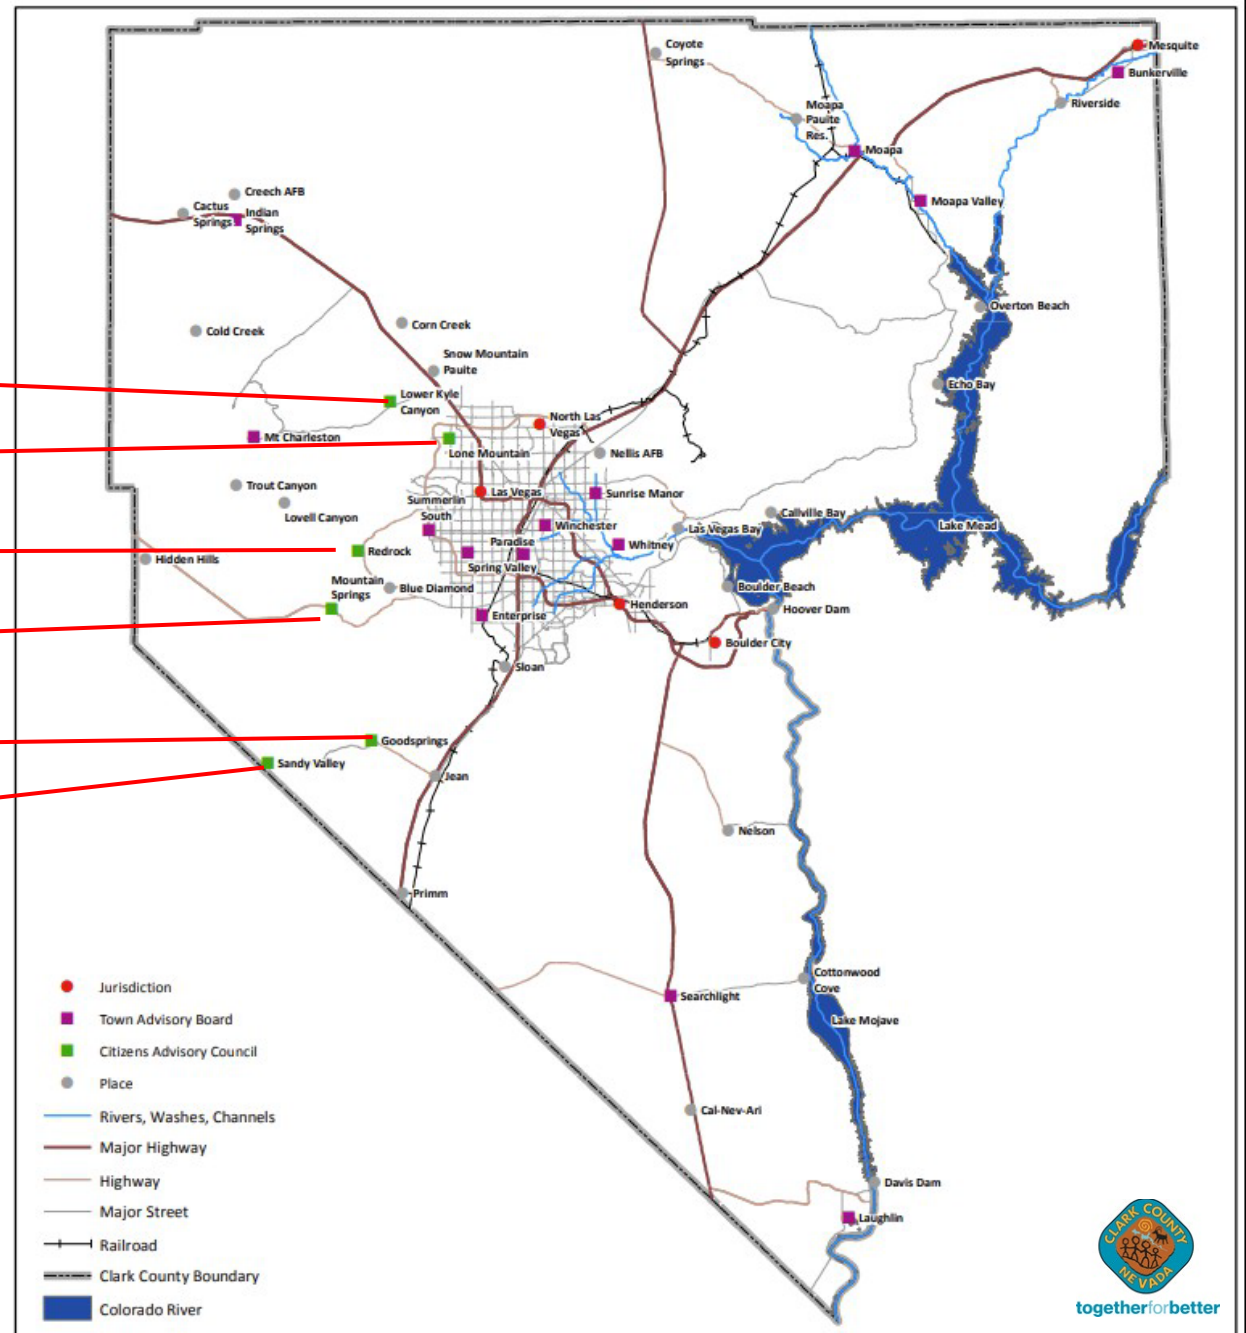 Coyote
Springs
Mesquite
Bunkerville
Riverside
Moapa
Pauite
Res.
Moapa
Moapa Valley
Creech AFB
Cactus
Springs
Indian
Springs
Overton Beach
Cold Creek
Corn Creek
Snow Mountain
Pauite
Echo Bay
Lower Kyle
Canyon
North Las
Vegas
Mt Charleston
Lone Mountain
Nellis AFB
Trout Canyon
Lovell Canyon
Summerlin
South
Las Vegas
Sunrise Manor
Callville Bay
Winchester
Las Vegas Bay
Lake Mead
Paradise
Whitney
Hidden Hills
Redrock
Spring Valley
Mountain
Springs
Blue Diamond
Boulder Beach
Henderson
Hoover Dam
Enterprise
Boulder City
Sloan
Goodsprings
Sandy Valley
Jean
Nelson
Primm
Cottonwood
Cove
Searchlight
Lake Mojave
Cal-Nev-Ari
Davis Dam
Laughlin
Jurisdiction
Town Advisory Board
Citizens Advisory Council
Place
Rivers, Washes, Channels
Major Highway
Highway
Major Street
Railroad
Clark County Boundary
Colorado River
CLARK COUNTY
NEVADA
togetherforbetter